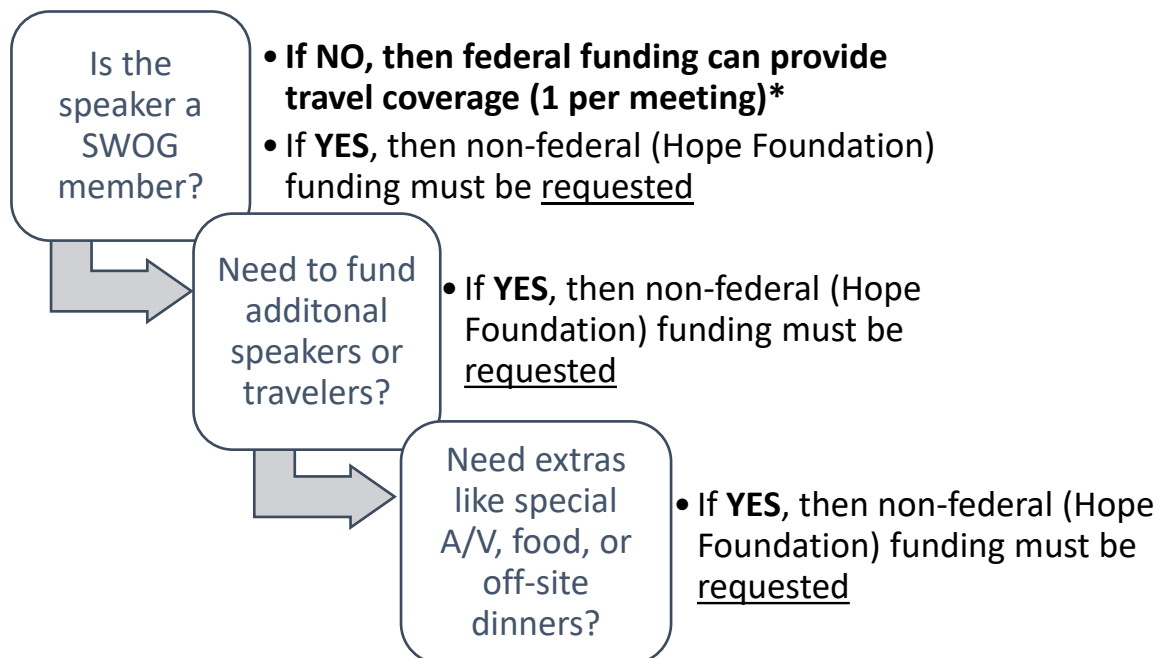 Is the
speaker a
SWOG
member?
• If NO, then federal funding can provide
travel coverage (1 per meeting)*
• If YES, then non-federal (Hope Foundation)
funding must be requested
Need to fund
additonal
speakers or
travelers?
• If YES, then non-federal (Hope
Foundation) funding must be
requested
Need extras
like special
A/V, food, or
off-site
dinners?
• If YES, then non-federal (Hope
Foundation) funding must be
requested